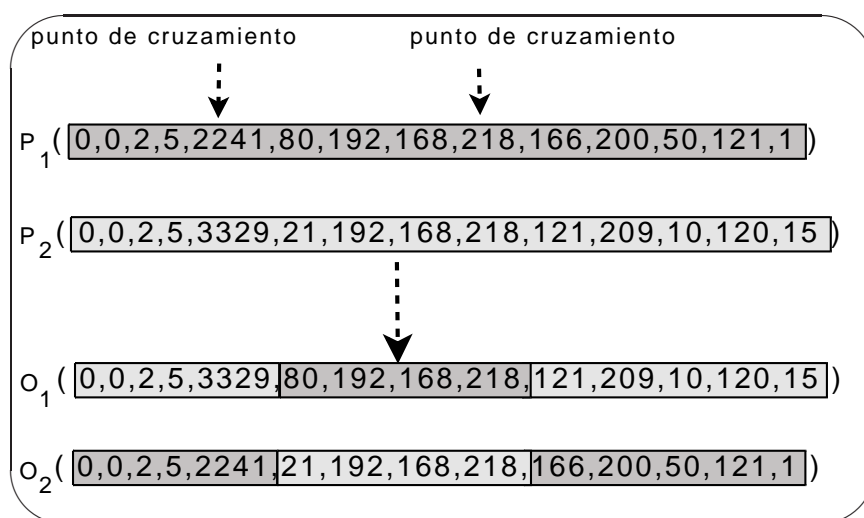 punto de cruzamiento punto de cruzamiento
P1( 0,0,2,5,2241,80,192,168,218,166,200,50,121,1 )
P2( 0,0,2,5,3329,21,192,168,218,121,209,10,120,15 )
O1( 0,0,2,5,3329,80,192,168,218,121,209,10,120,15 )
O2( 0,0,2,5,2241,21,192,168,218,166,200,50,121,1 )